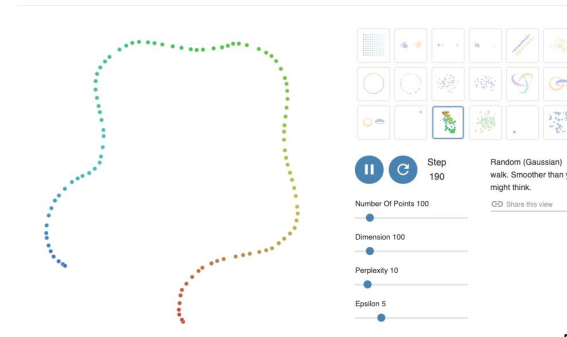 Step
190
Random (Gaussian)
walk. Smoother than
might think.
Share this view
Number Of Points 100
Dimension 100
Perplexity 10
Epsilon 5